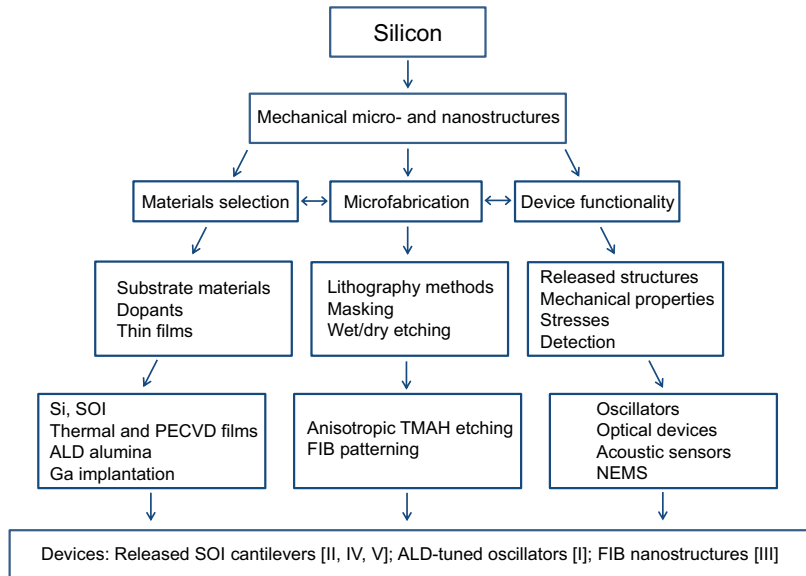 Silicon
Mechanical micro- and nanostructures
Materials selection
Microfabrication
Device functionality
Substrate materials
Dopants
Thin films
Lithography methods
Masking
Wet/dry etching
Released structures
Mechanical properties
Stresses
Detection
Si, SOI
Thermal and PECVD films
ALD alumina
Ga implantation
Anisotropic TMAH etching
FIB patterning
Oscillators
Optical devices
Acoustic sensors
NEMS
Devices: Released SOI cantilevers [II, IV, V]; ALD-tuned oscillators [I]; FIB nanostructures [III]